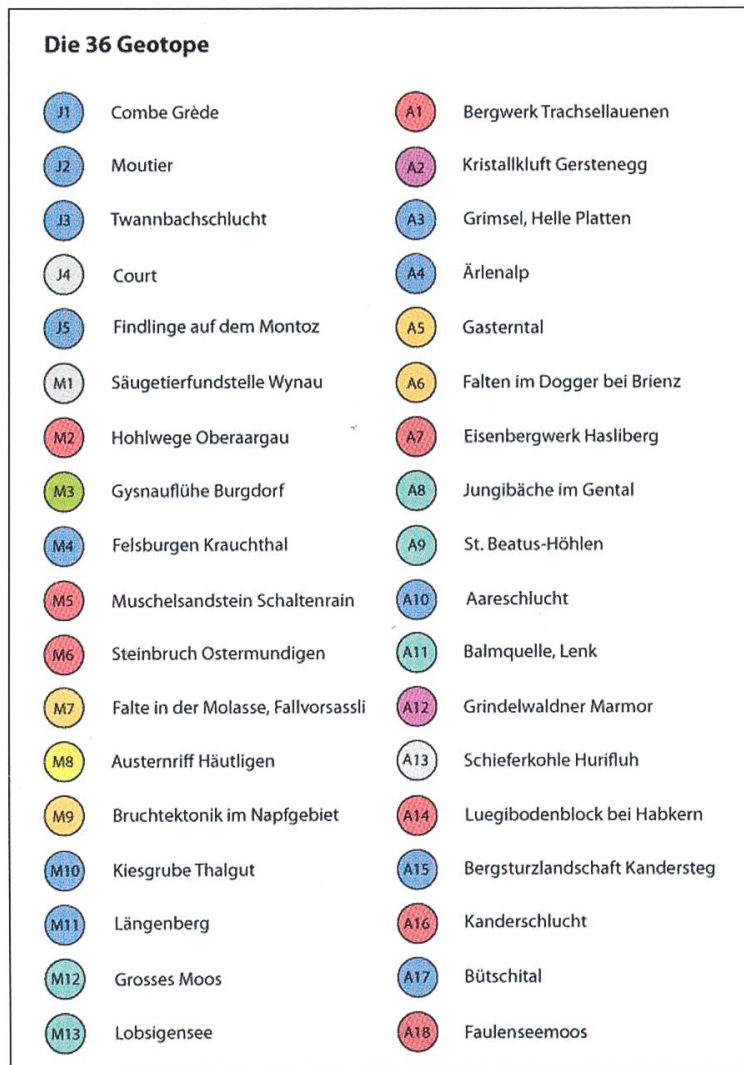 Die 36 Geotope
J1 Combe Grède
J2 Moutier
J3 Twannbachschlucht
J4 Court
J5 Findlinge auf dem Montoz
M1 Säugetierfundstelle Wynau
M2 Hohlwege Oberaargau
M3 Gysnauflühe Burgdorf
M4 Felsburgen Krauchthal
M5 Muschelsandstein Schaltenrain
M6 Steinbruch Ostermundigen
M7 Falte in der Molasse, Fallvorsassli
M8 Austernriff Häutligen
M9 Bruchtektonik im Napfgebiet
M10 Kiesgrube Thalgut
M11 Längenberg
M12 Grosses Moos
M13 Lobsigensee
A1 Bergwerk Trachsellauenen
A2 Kristallkluft Gerstenegg
A3 Grimsel, Helle Platten
A4 Ärlenalp
A5 Gasterntal
A6 Falten im Dogger bei Brienz
A7 Eisenbergwerk Hasliberg
A8 Jungibäche im Gental
A9 St. Beatus-Höhlen
A10 Aareschlucht
A11 Balmquelle, Lenk
A12 Grindelwaldner Marmor
A13 Schieferkohle Hurifluh
A14 Luegibodenblock bei Habkern
A15 Bergsturzlandschaft Kandersteg
A16 Kanderschlucht
A17 Bütschital
A18 Faulenseemoos